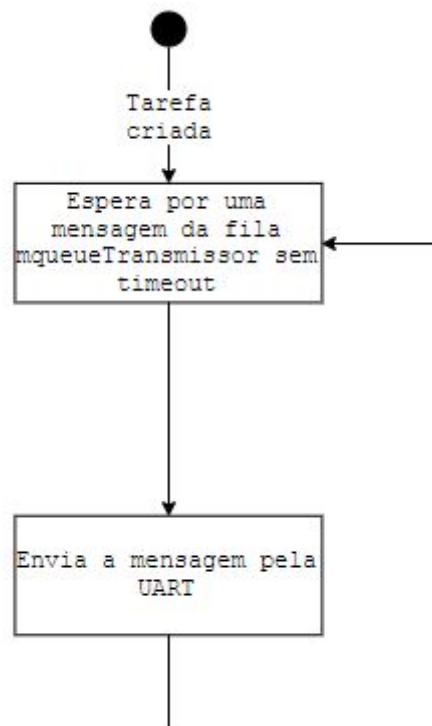 Tarefa
criada
Espera por uma
mensagem da fila
mqueueTransmissor sem
timeout
Envia a mensagem pela
UART